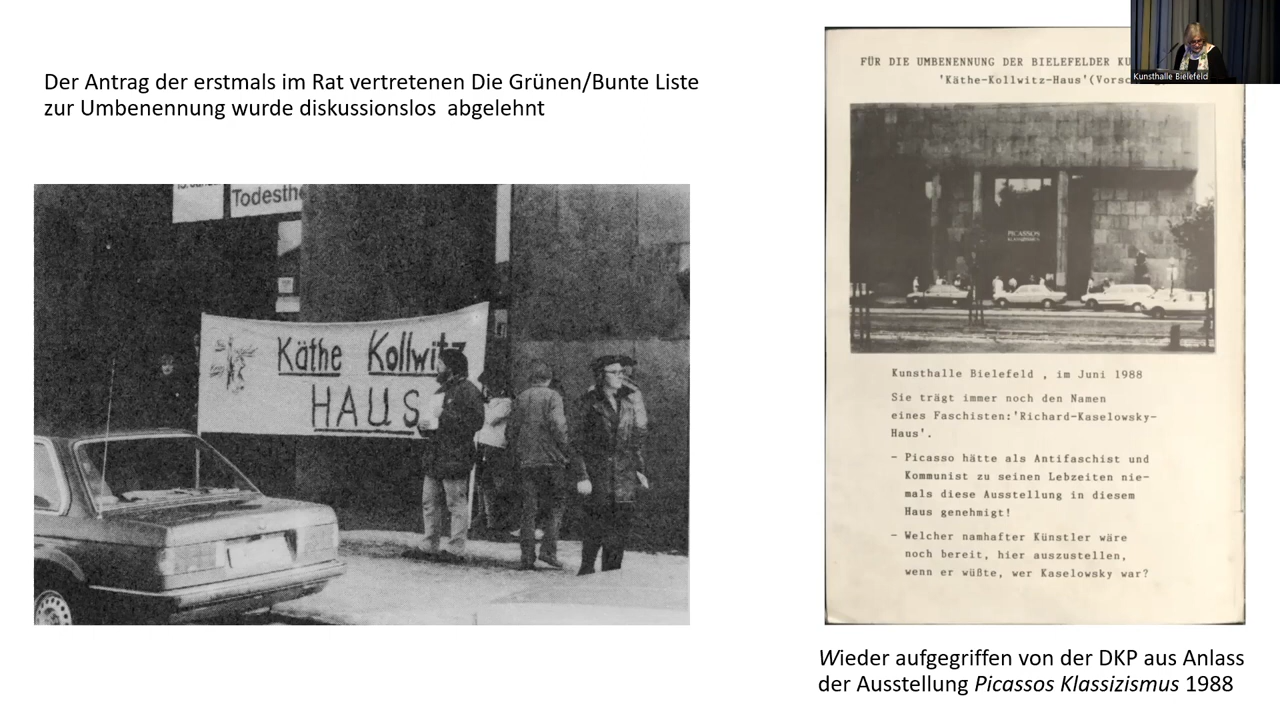 Der Antrag der erstmals im Rat vertretenen Die Grünen/Bunte Liste
zur Umbenennung wurde diskussionslos  abgelehnt
Todesth
Käthe Kollwitz
HAUS
FÜR DIE UMBENENNUNG DER BIELEFELDER KU
'Käthe-Kollwitz-Haus'(Vorsc
Kunsthalle Bielefeld
PICASSOS
KLASSIZISMUS
Kunsthalle Bielefeld , im Juni 1988
Sie trägt immer noch den Namen
eines Faschisten:'Richard-Kaselowsky-
Haus'.
- Picasso hätte als Antifaschist und
Kommunist zu seinen Lebzeiten nie-
mals diese Ausstellung in diesem
Haus genehmigt!
- Welcher namhafter Künstler wäre
noch bereit, hier auszustellen,
wenn er wüßte, wer Kaselowsky war?
Wieder aufgegriffen von der DKP aus Anlass
der Ausstellung Picassos Klassizismus 1988